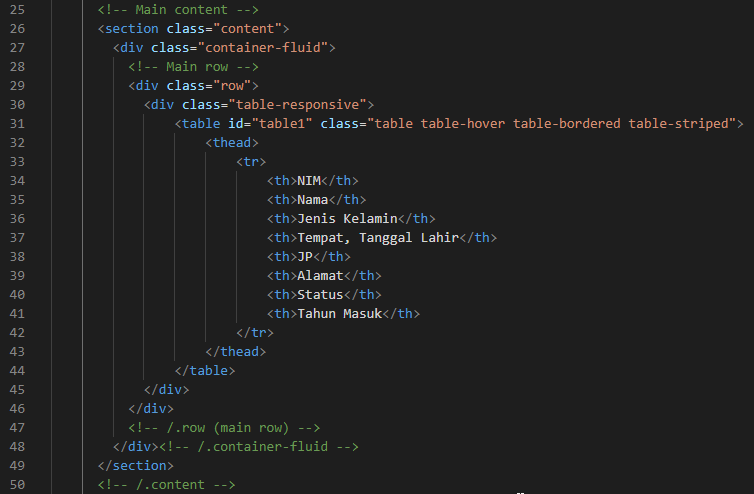 25 <!-- Main content -->
26 <section class="content">
27 <div class="container-fluid">
28 <!-- Main row -->
29 <div class="row">
30 <div class="table-responsive">
31 <table id="table1" class="table table-hover table-bordered table-striped">
32 <thead>
33 <tr>
34 <th>NIM</th>
35 <th>Nama</th>
36 <th>Jenis Kelamin</th>
37 <th>Tempat, Tanggal Lahir</th>
38 <th>JP</th>
39 <th>Alamat</th>
40 <th>Status</th>
41 <th>Tahun Masuk</th>
42 </tr>
43 </thead>
44 </table>
45 </div>
46 </div>
47 <!-- /.row (main row) -->
48 </div><!-- /.container-fluid -->
49 </section>
50 <!-- /.content -->